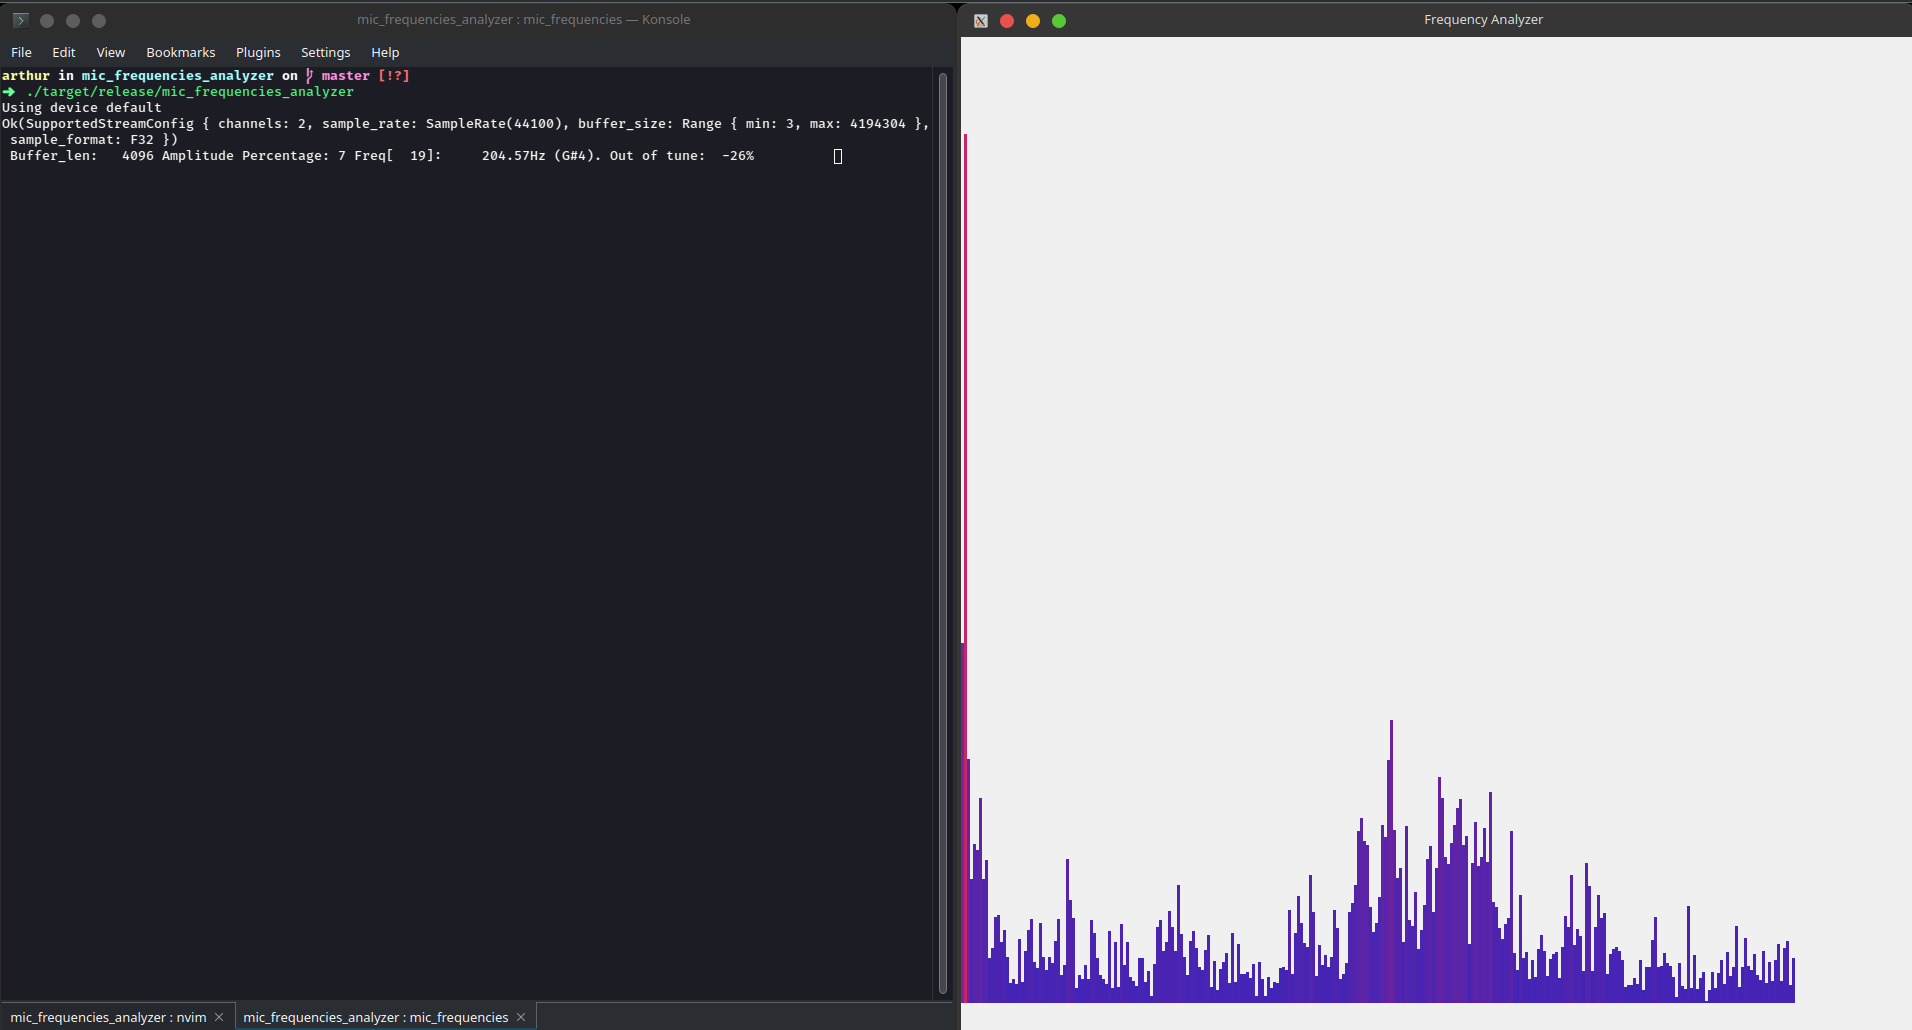 mic_frequencies_analyzer : mic_frequencies — Konsole
File Edit View Bookmarks Plugins Settings Help
arthur in mic_frequencies_analyzer on master [!?]
➜ ./target/release/mic_frequencies_analyzer
Using device default
Ok(SupportedStreamConfig { channels: 2, sample_rate: SampleRate(44100), buffer_size: Range { min: 3, max: 4194304 },
sample_format: F32 })
Buffer_len: 4096 Amplitude Percentage: 7 Freq[ 19]: 204.57Hz (G#4). Out of tune: -26%
mic_frequencies_analyzer : nvim
mic_frequencies_analyzer : mic_frequencies
Frequency Analyzer